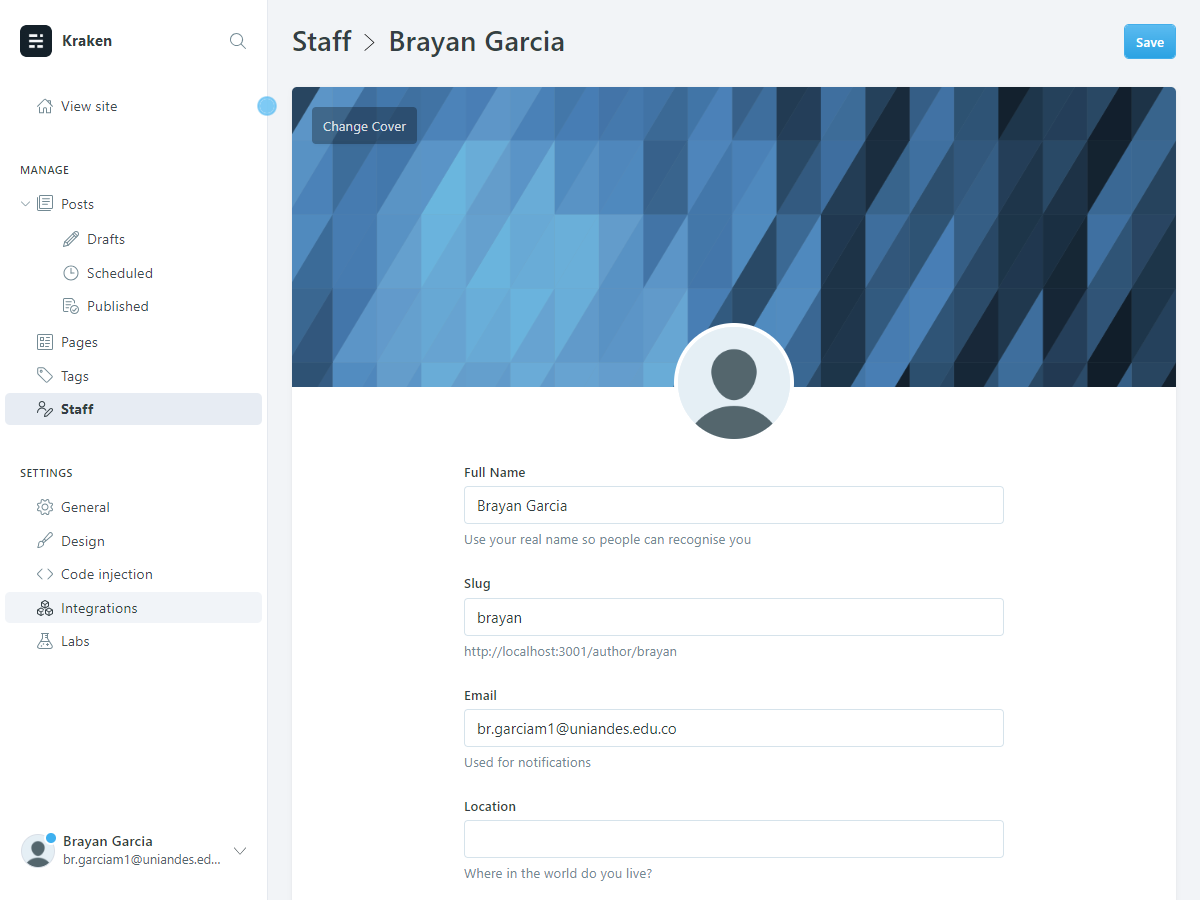 Kraken
View site
MANAGE
Posts
Drafts
Scheduled
Published
Pages
Tags
Staff
SETTINGS
General
Design
Code injection
Integrations
Labs
Brayan Garcia
br.garciam1@uniandes.ed...
Staff > Brayan Garcia
Save
Change Cover
Full Name
Brayan Garcia
Use your real name so people can recognise you
Slug
brayan
http://localhost:3001/author/brayan
Email
br.garciam1@uniandes.edu.co
Used for notifications
Location
Where in the world do you live?